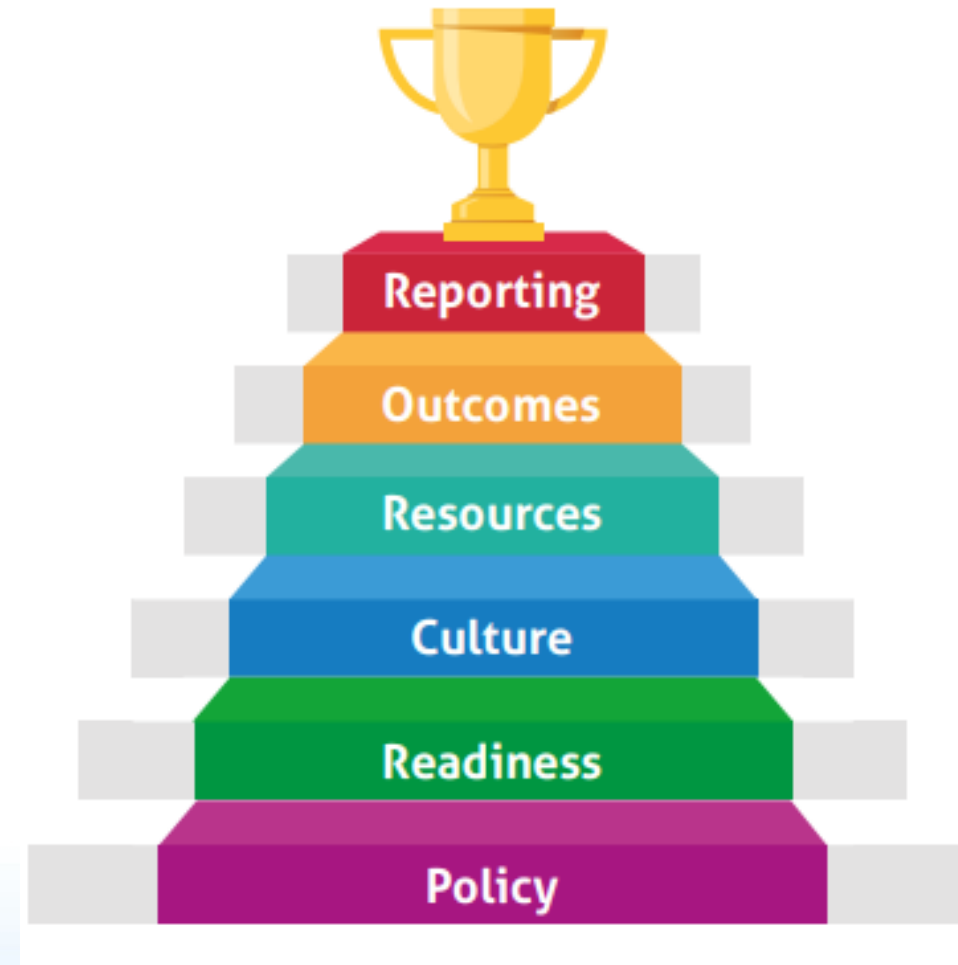 Reporting
Outcomes
Resources
Culture
Readiness
Policy